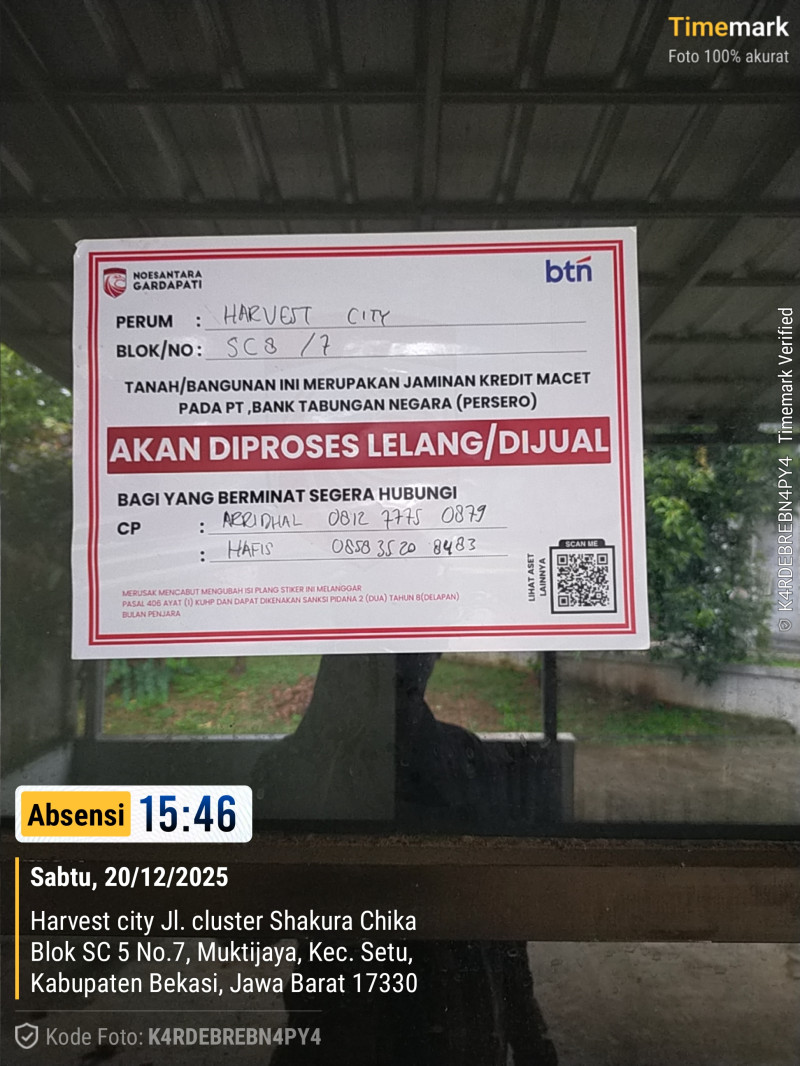 Timemark
Foto 100% akurat
NOESANTARA
GARDAPATI
btn
PERUM : HARVEST CITY
BLOK/NO : SC8 /7
TANAH/BANGUNAN INI MERUPAKAN JAMINAN KREDIT MACET
PADA PT ,BANK TABUNGAN NEGARA (PERSERO)
AKAN DIPROSES LELANG/DIJUAL
BAGI YANG BERMINAT SEGERA HUBUNGI
CP : ARRIDHAL 0812 7775 0879
: HAFIS 0858 3520 8483
SCAN ME
LIHAT ASET
LAINNYA
MERUSAK MENCABUT MENGUBAH ISI PLANG STIKER INI MELANGGAR
PASAL 406 AYAT (1) KUHP DAN DAPAT DIKENAKAN SANKSI PIDANA 2 (DUA) TAHUN 8(DELAPAN)
BULAN PENJARA
K4RDEBREBN4PY4 Timemark Verified
Absensi 15:46
Sabtu, 20/12/2025
Harvest city Jl. cluster Shakura Chika
Blok SC 5 No.7, Muktijaya, Kec. Setu,
Kabupaten Bekasi, Jawa Barat 17330
Kode Foto: K4RDEBREBN4PY4